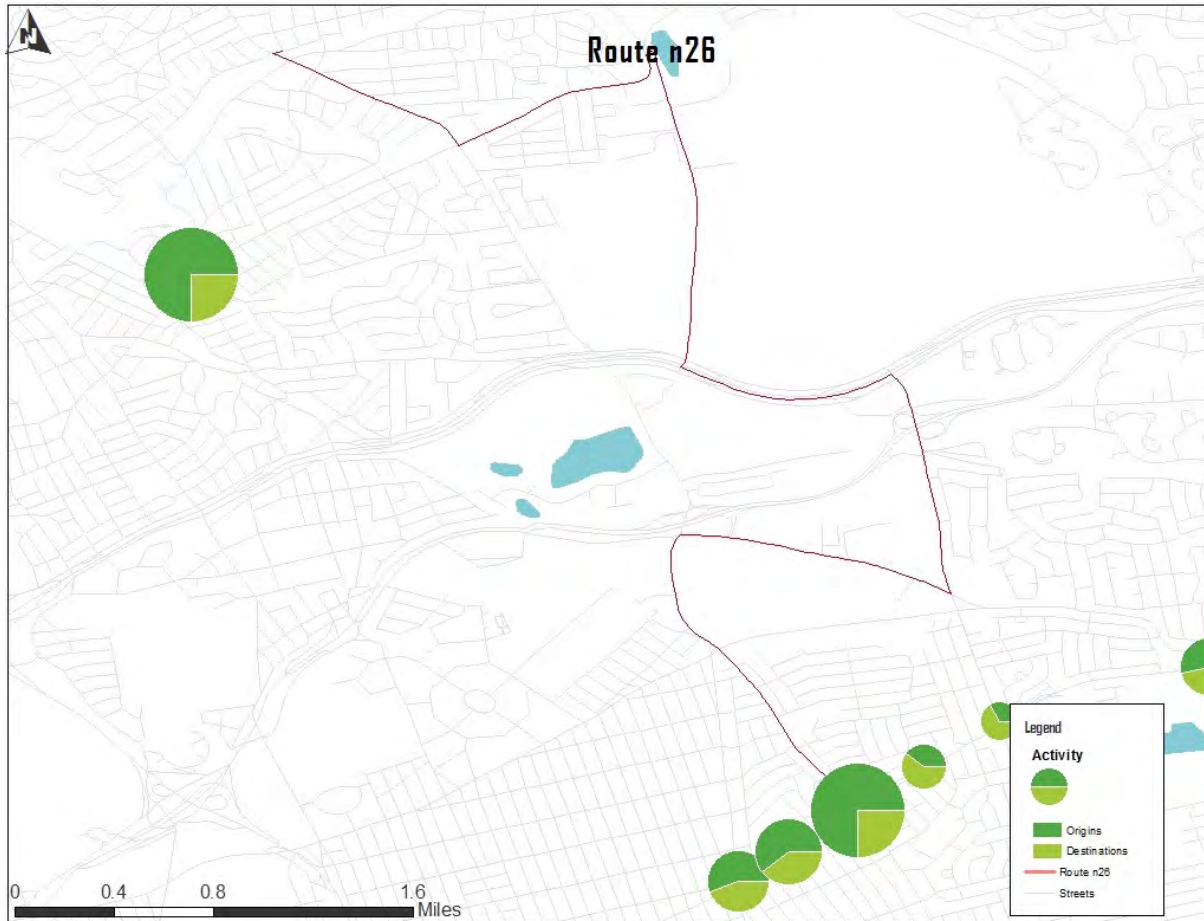 N
Route n26
Legend
Activity
Origins
Destinations
Route n26
Streets
0 0.4 0.8 1.6
Miles